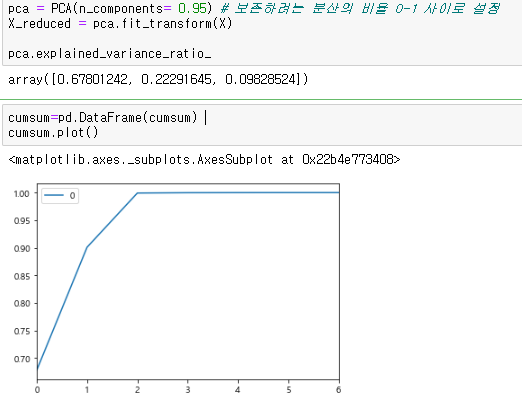 pca = PCA(n_components= 0.95) # 보존하려는 분산의 비율 0-1 사이로 설정
X_reduced = pca.fit_transform(X)
pca.explained_variance_ratio_
array([0.67801242, 0.22291645, 0.09828524])
cumsum=pd.DataFrame(cumsum)
cumsum.plot()
<matplotlib.axes._subplots.AxesSubplot at 0x22b4e773408>
1.00
0
0.95
0.90
0.85
0.80
0.75
0.70
0 1 2 3 4 5 6